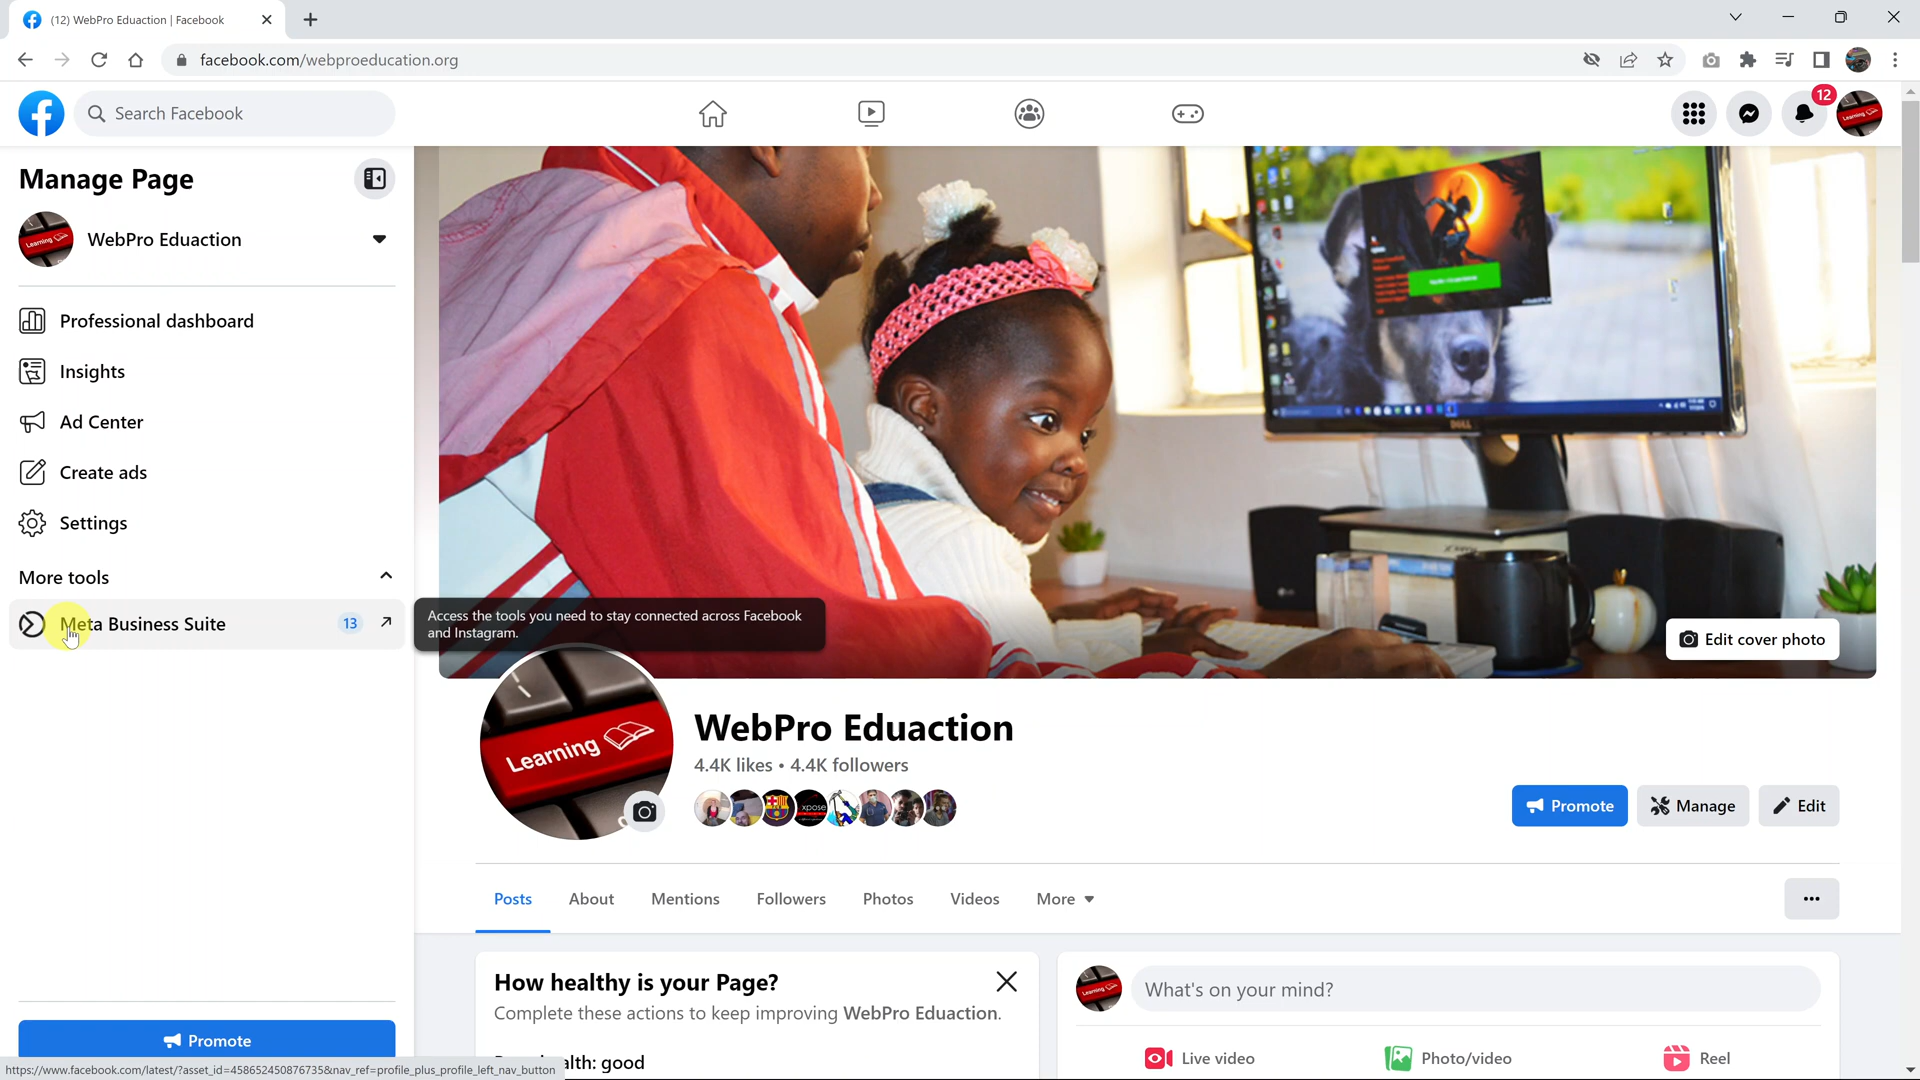 (12) WebPro Eduaction | Facebook
facebook.com/webproeducation.org
Search Facebook
12
Manage Page
WebPro Eduaction
Professional dashboard
Insights
Ad Center
Create ads
Settings
More tools
Meta Business Suite
13
Access the tools you need to stay connected across Facebook
and Instagram.
DELL
Edit cover photo
Learning
WebPro Eduaction
4.4K likes • 4.4K followers
xpose
Promote
Manage
Edit
Posts
About
Mentions
Followers
Photos
Videos
More
How healthy is your Page?
Complete these actions to keep improving WebPro Eduaction.
alth: good
What's on your mind?
Live video
Photo/video
Reel
Promote
https://www.facebook.com/latest/?asset_id=458652450876735&nav_ref=profile_plus_profile_left_nav_button